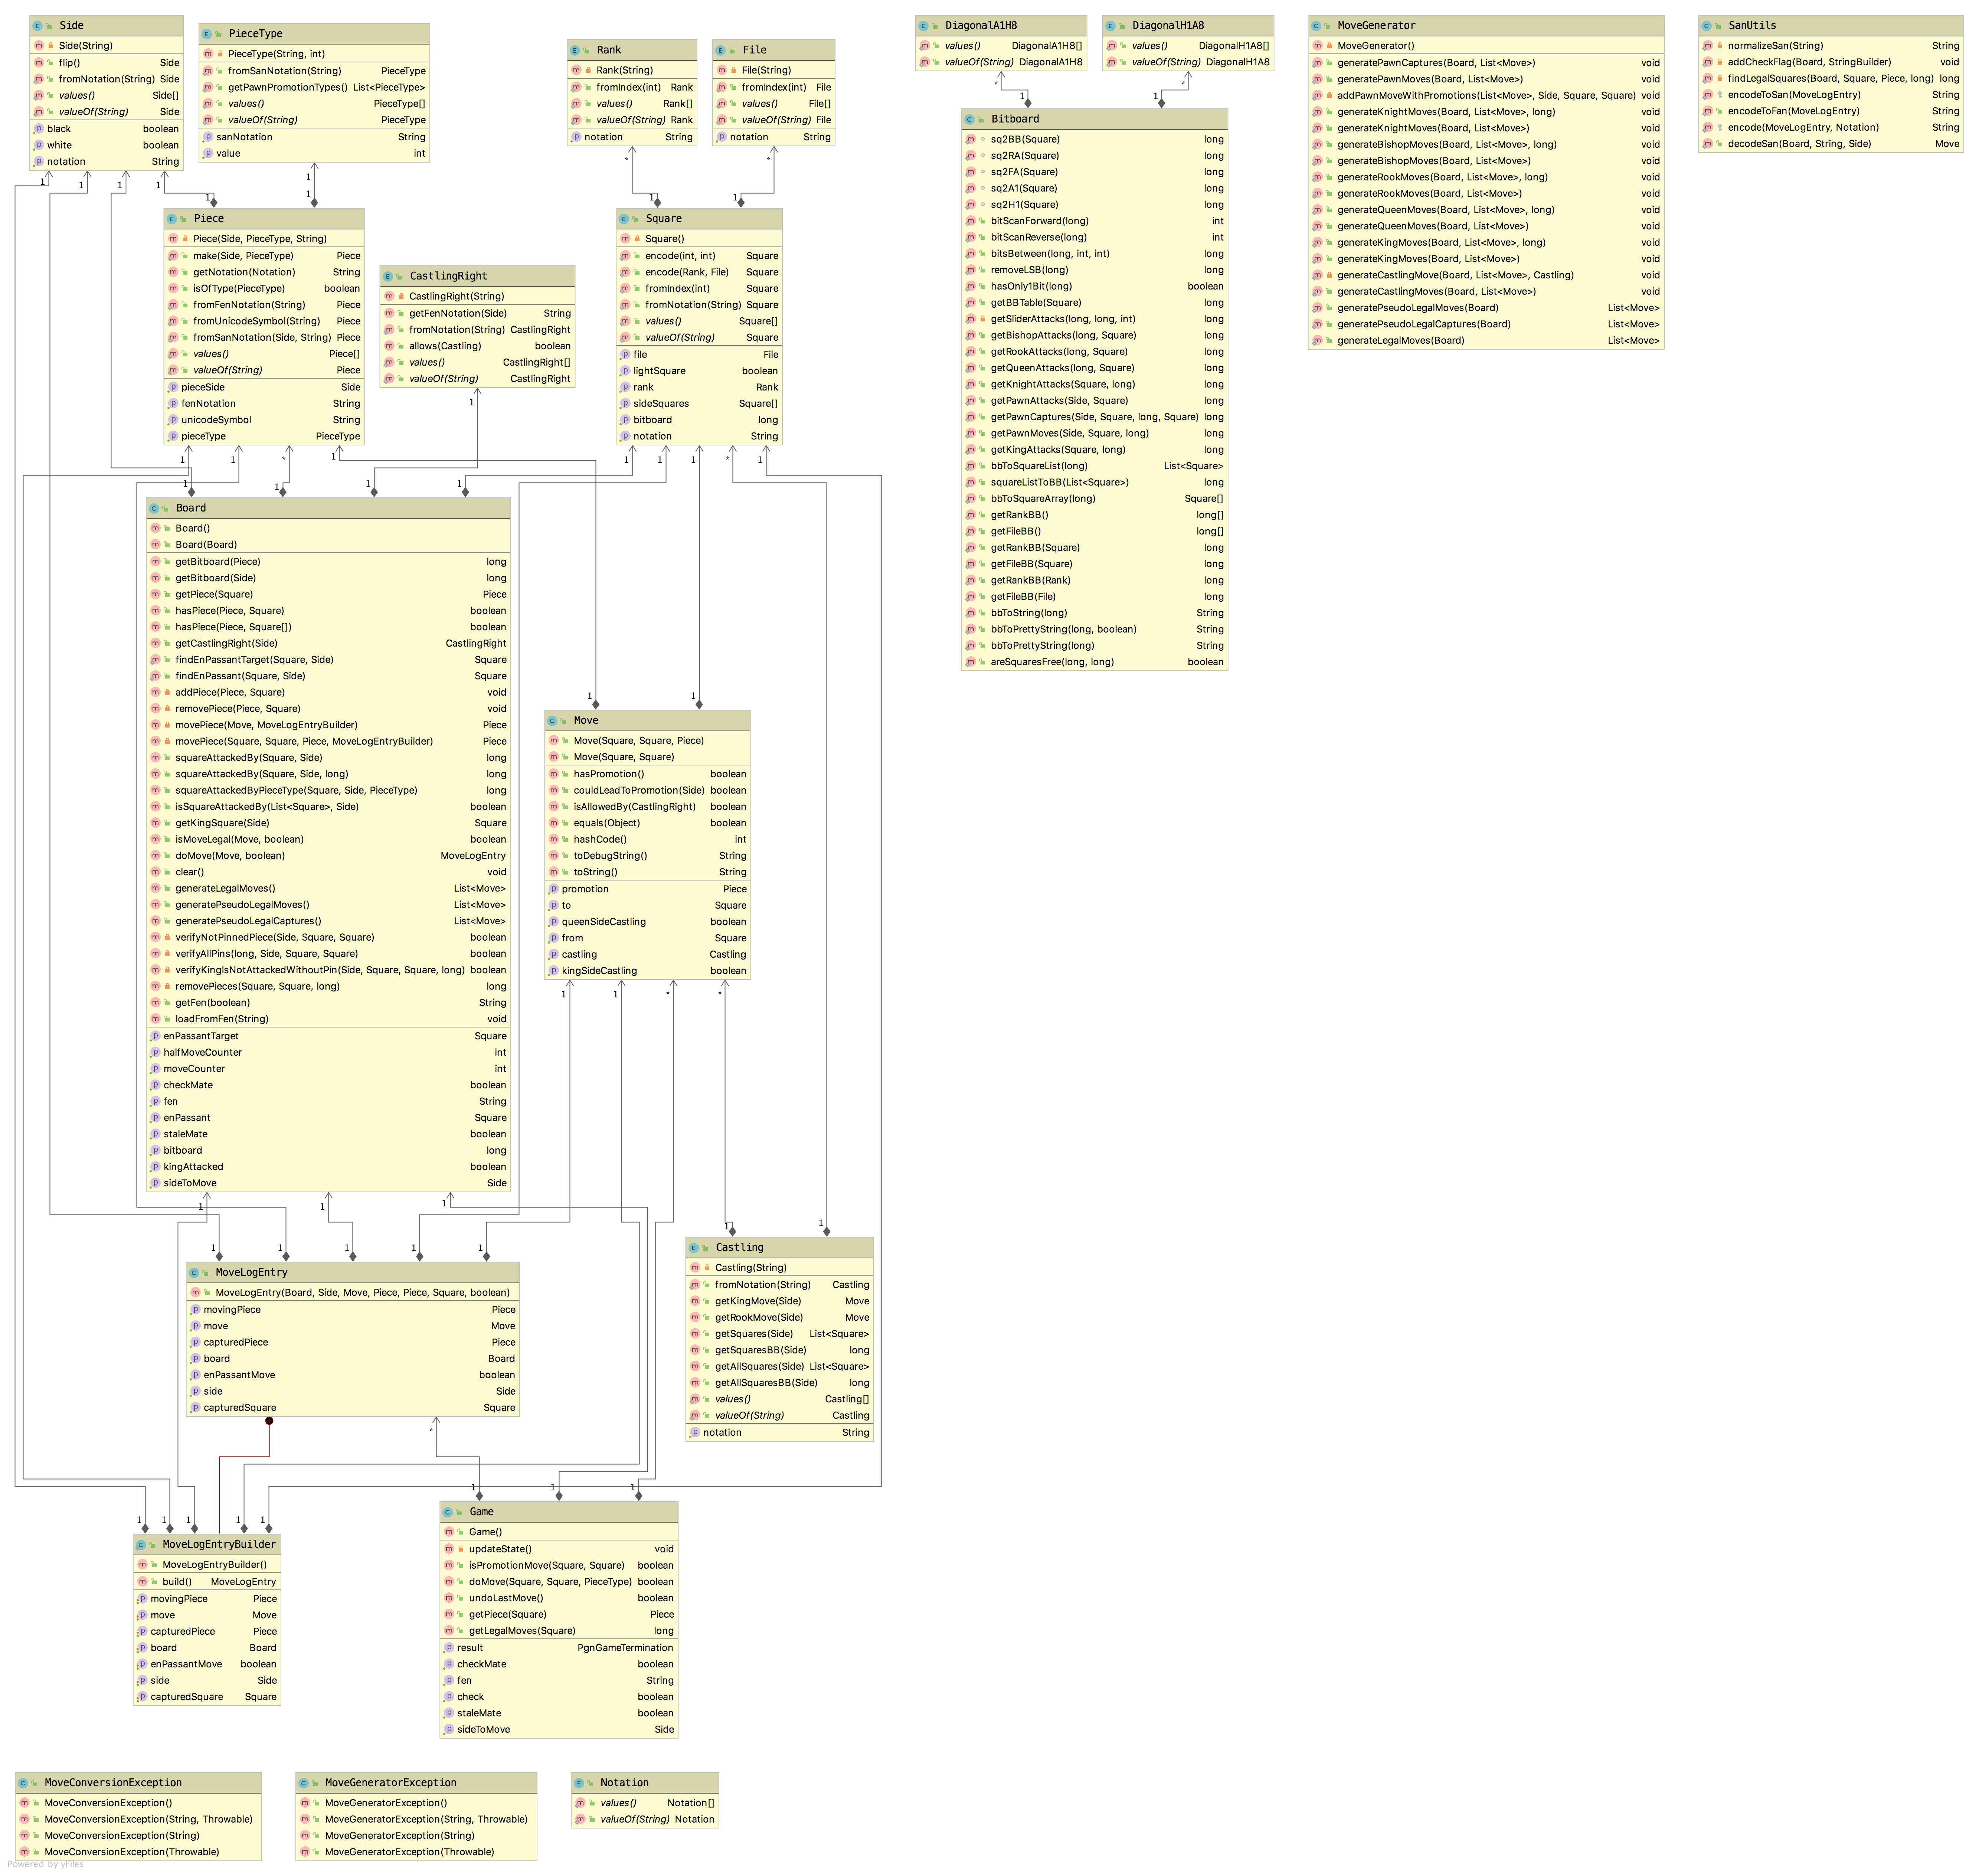 Side
Side(String)
flip() Side
fromNotation(String) Side
values() Side[]
valueOf(String) Side
black boolean
white boolean
notation String
PieceType
PieceType(String, int)
fromSanNotation(String) PieceType
getPawnPromotionTypes() List<PieceType>
values() PieceType[]
valueOf(String) PieceType
sanNotation String
value int
Rank
Rank(String)
fromIndex(int) Rank
values() Rank[]
valueOf(String) Rank
notation String
File
File(String)
fromIndex(int) File
values() File[]
valueOf(String) File
notation String
DiagonalA1H8
values() DiagonalA1H8[]
valueOf(String) DiagonalA1H8
DiagonalH1A8
values() DiagonalH1A8[]
valueOf(String) DiagonalH1A8
MoveGenerator
MoveGenerator()
generatePawnCaptures(Board, List<Move>) void
generatePawnMoves(Board, List<Move>) void
addPawnMoveWithPromotions(List<Move>, Side, Square, Square) void
generateKnightMoves(Board, List<Move>, long) void
generateKnightMoves(Board, List<Move>) void
generateBishopMoves(Board, List<Move>, long) void
generateBishopMoves(Board, List<Move>) void
generateRookMoves(Board, List<Move>, long) void
generateRookMoves(Board, List<Move>) void
generateQueenMoves(Board, List<Move>, long) void
generateQueenMoves(Board, List<Move>) void
generateKingMoves(Board, List<Move>, long) void
generateKingMoves(Board, List<Move>) void
generateCastlingMove(Board, List<Move>, Castling) void
generateCastlingMoves(Board, List<Move>) void
generatePseudoLegalMoves(Board) List<Move>
generatePseudoLegalCaptures(Board) List<Move>
generateLegalMoves(Board) List<Move>
SanUtils
normalizeSan(String) String
addCheckFlag(Board, StringBuilder) void
findLegalSquares(Board, Square, Piece, long) long
encodeToSan(MoveLogEntry) String
encodeToFan(MoveLogEntry) String
encode(MoveLogEntry, Notation) String
decodeSan(Board, String, Side) Move
Piece
Piece(Side, PieceType, String)
make(Side, PieceType) Piece
getNotation(Notation) String
isOfType(PieceType) boolean
fromFenNotation(String) Piece
fromUnicodeSymbol(String) Piece
fromSanNotation(Side, String) Piece
values() Piece[]
valueOf(String) Piece
pieceSide Side
fenNotation String
unicodeSymbol String
pieceType PieceType
CastlingRight
CastlingRight(String)
getFenNotation(Side) String
fromNotation(String) CastlingRight
allows(Castling) boolean
values() CastlingRight[]
valueOf(String) CastlingRight
Square
Square()
encode(int, int) Square
encode(Rank, File) Square
fromIndex(int) Square
fromNotation(String) Square
values() Square[]
valueOf(String) Square
file File
lightSquare boolean
rank Rank
sideSquares Square[]
bitboard long
notation String
Bitboard
sq2BB(Square) long
sq2RA(Square) long
sq2FA(Square) long
sq2A1(Square) long
sq2H1(Square) long
bitScanForward(long) int
bitScanReverse(long) int
bitsBetween(long, int, int) long
removeLSB(long) long
hasOnly1Bit(long) boolean
getBBTable(Square) long
getSliderAttacks(long, long, int) long
getBishopAttacks(long, Square) long
getRookAttacks(long, Square) long
getQueenAttacks(long, Square) long
getKnightAttacks(Square, long) long
getPawnAttacks(Side, Square) long
getPawnCaptures(Side, Square, long, Square) long
getPawnMoves(Side, Square, long) long
getKingAttacks(Square, long) long
bbToSquareList(long) List<Square>
squareListToBB(List<Square>) long
bbToSquareArray(long) Square[]
getRankBB() long[]
getFileBB() long[]
getRankBB(Square) long
getFileBB(Square) long
getRankBB(Rank) long
getFileBB(File) long
bbToString(long) String
bbToPrettyString(long, boolean) String
bbToPrettyString(long) String
areSquaresFree(long, long) boolean
Board
Board()
Board(Board)
getBitboard(Piece) long
getBitboard(Side) long
getPiece(Square) Piece
hasPiece(Piece, Square) boolean
hasPiece(Piece, Square[]) boolean
getCastlingRight(Side) CastlingRight
findEnPassantTarget(Square, Side) Square
findEnPassant(Square, Side) Square
addPiece(Piece, Square) void
removePiece(Piece, Square) void
movePiece(Move, MoveLogEntryBuilder) Piece
movePiece(Square, Square, Piece, MoveLogEntryBuilder) Piece
squareAttackedBy(Square, Side) long
squareAttackedBy(Square, Side, long) long
squareAttackedByPieceType(Square, Side, PieceType) long
isSquareAttackedBy(List<Square>, Side) boolean
getKingSquare(Side) Square
isMoveLegal(Move, boolean) boolean
doMove(Move, boolean) MoveLogEntry
clear() void
generateLegalMoves() List<Move>
generatePseudoLegalMoves() List<Move>
generatePseudoLegalCaptures() List<Move>
verifyNotPinnedPiece(Side, Square, Square) boolean
verifyAllPins(long, Side, Square, Square) boolean
verifyKingIsNotAttackedWithoutPin(Side, Square, Square, long) boolean
removePieces(Square, Square, long) long
getFen(boolean) String
loadFromFen(String) void
enPassantTarget Square
halfMoveCounter int
moveCounter int
checkMate boolean
fen String
enPassant Square
staleMate boolean
bitboard long
kingAttacked boolean
sideToMove Side
Move
Move(Square, Square, Piece)
Move(Square, Square)
hasPromotion() boolean
couldLeadToPromotion(Side) boolean
isAllowedBy(CastlingRight) boolean
equals(Object) boolean
hashCode() int
toDebugString() String
toString() String
promotion Piece
to Square
queenSideCastling boolean
from Square
castling Castling
kingSideCastling boolean
MoveLogEntry
MoveLogEntry(Board, Side, Move, Piece, Piece, Square, boolean)
movingPiece Piece
move Move
capturedPiece Piece
board Board
enPassantMove boolean
side Side
capturedSquare Square
Castling
Castling(String)
fromNotation(String) Castling
getKingMove(Side) Move
getRookMove(Side) Move
getSquares(Side) List<Square>
getSquaresBB(Side) long
getAllSquares(Side) List<Square>
getAllSquaresBB(Side) long
values() Castling[]
valueOf(String) Castling
notation String
MoveLogEntryBuilder
MoveLogEntryBuilder()
build() MoveLogEntry
movingPiece Piece
move Move
capturedPiece Piece
board Board
enPassantMove boolean
side Side
capturedSquare Square
Game
Game()
updateState() void
isPromotionMove(Square, Square) boolean
doMove(Square, Square, PieceType) boolean
undoLastMove() boolean
getPiece(Square) Piece
getLegalMoves(Square) long
result PgnGameTermination
checkMate boolean
fen String
check boolean
staleMate boolean
sideToMove Side
MoveConversionException
MoveConversionException()
MoveConversionException(String, Throwable)
MoveConversionException(String)
MoveConversionException(Throwable)
MoveGeneratorException
MoveGeneratorException()
MoveGeneratorException(String, Throwable)
MoveGeneratorException(String)
MoveGeneratorException(Throwable)
Notation
values() Notation[]
valueOf(String) Notation
Powered by yFiles